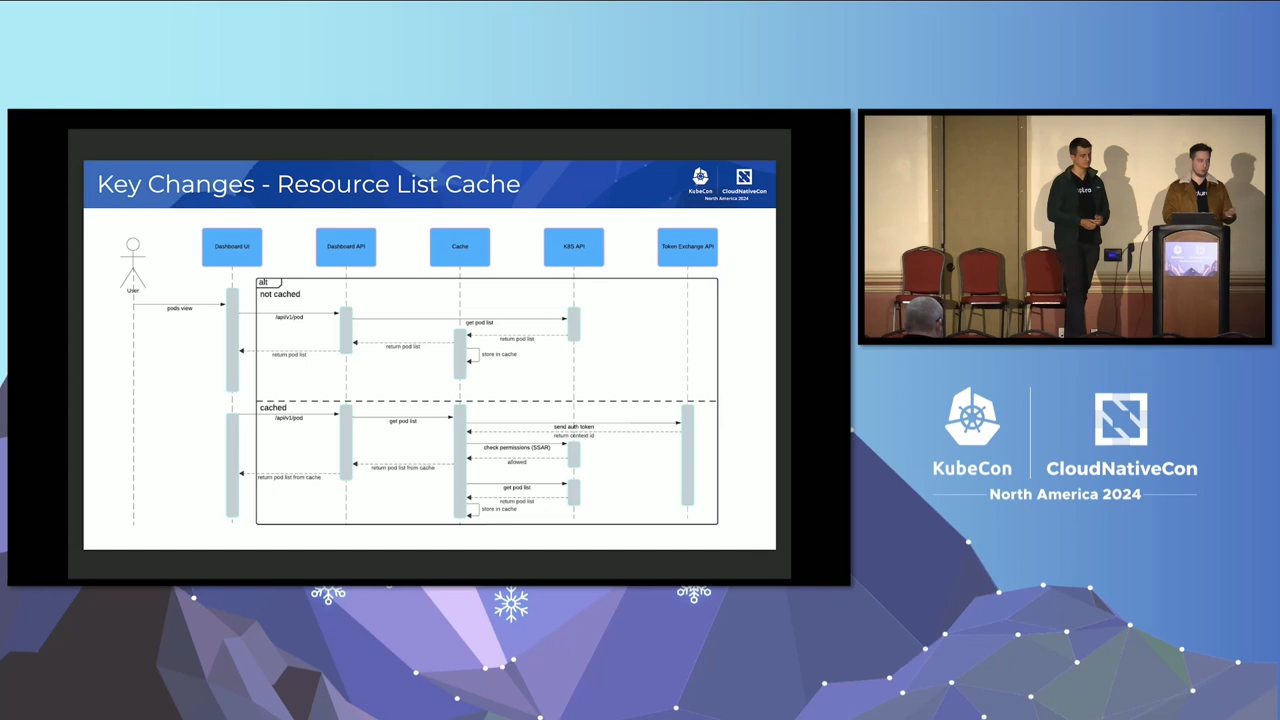 Key Changes - Resource List Cache
KubeCon
CloudNativeCon
North America 2024
Dashboard UI
Dashboard API
Cache
K8S API
Token Exchange API
User
alt
not cached
pods view
/api/v1/pod
get pod list
return pod list
return pod list
return pod list
store in cache
cached
/api/v1/pod
get pod list
send auth token
return context id
check permissions (SSAR)
allowed
return pod list from cache
return pod list from cache
get pod list
return pod list
store in cache
KubeCon
CloudNativeCon
North America 2024